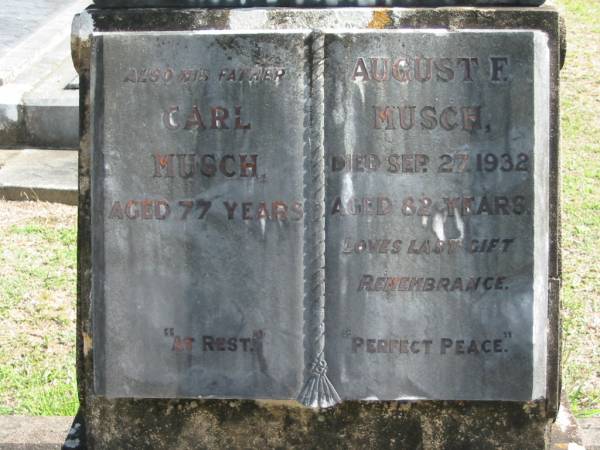 ALSO HIS FATHER
CARL
MUSCH,
AGED 77 YEARS
"AT REST."
AUGUST F.
MUSCH,
DIED SEP. 27, 1932
AGED 82 YEARS.
LOVES LAST GIFT
REMEMBRANCE.
"PERFECT PEACE."